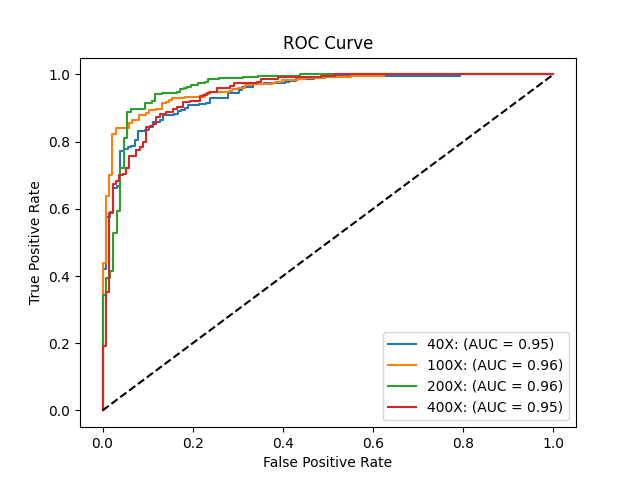 ROC Curve
True Positive Rate
1.0
0.8
0.6
0.4
0.2
0.0
0.0 0.2 0.4 0.6 0.8 1.0
False Positive Rate
40X: (AUC = 0.95)
100X: (AUC = 0.96)
200X: (AUC = 0.96)
400X: (AUC = 0.95)